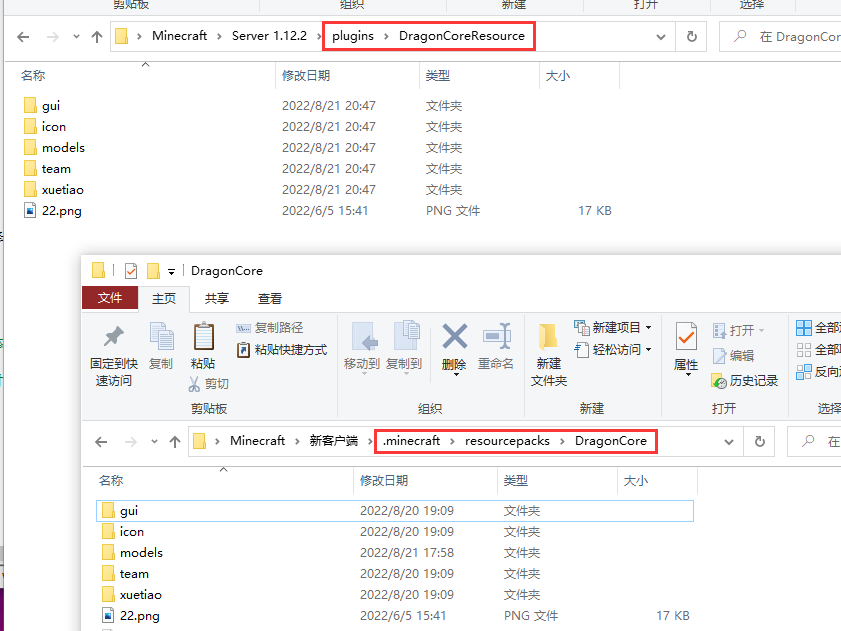 剪贴板 组织 新建 打开 选择
Minecraft > Server 1.12.2 > plugins > DragonCoreResource 在 DragonCor
名称 修改日期 类型 大小
gui 2022/8/21 20:47 文件夹
icon 2022/8/21 20:47 文件夹
models 2022/8/21 20:47 文件夹
team 2022/8/21 20:47 文件夹
xuetiao 2022/8/21 20:47 文件夹
22.png 2022/6/5 15:41 PNG 文件 17 KB
DragonCore
文件 主页 共享 查看
固定到快速访问
复制
粘贴
复制路径
粘贴快捷方式
剪切
移动到 复制到 删除 重命名
新建文件夹
新建项目
轻松访问
属性
打开
编辑
历史记录
全部
全部
反向
剪贴板 组织 新建 打开 选择
Minecraft > 新客户端 > .minecraft > resourcepacks > DragonCore 在
名称 修改日期 类型 大小
gui 2022/8/20 19:09 文件夹
icon 2022/8/20 19:09 文件夹
models 2022/8/21 17:58 文件夹
team 2022/8/20 19:09 文件夹
xuetiao 2022/8/20 19:09 文件夹
22.png 2022/6/5 15:41 PNG 文件 17 KB